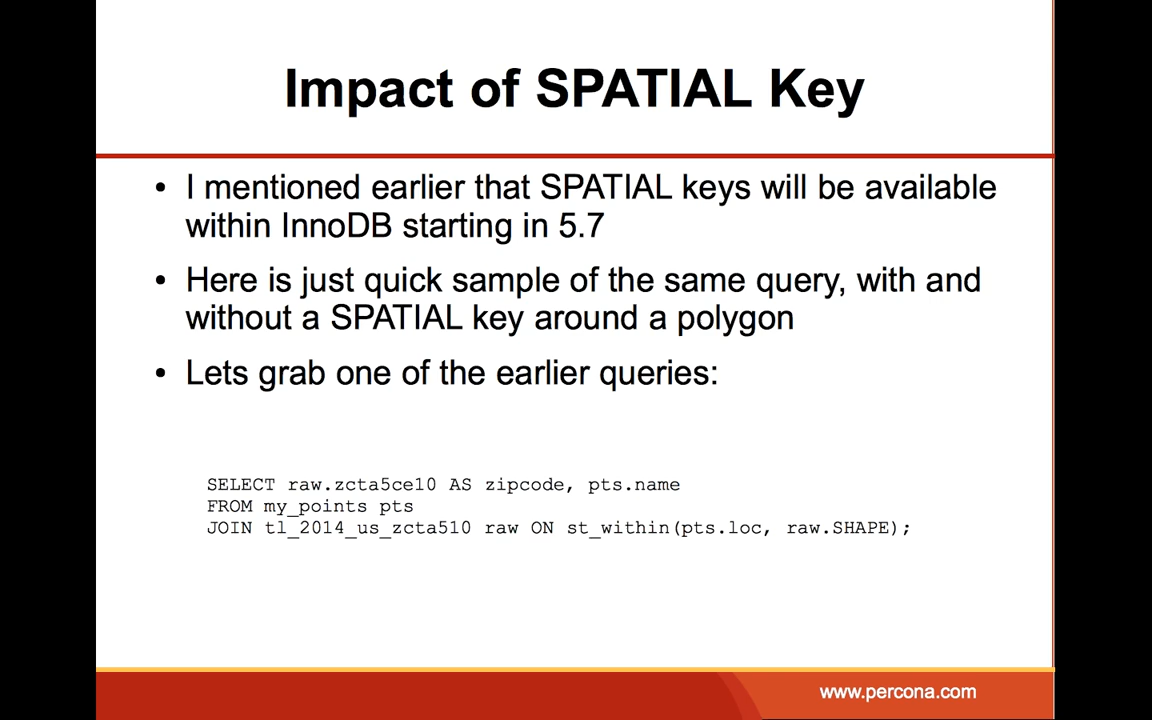 Impact of SPATIAL Key
• I mentioned earlier that SPATIAL keys will be available
within InnoDB starting in 5.7
• Here is just quick sample of the same query, with and
without a SPATIAL key around a polygon
• Lets grab one of the earlier queries:
SELECT raw.zcta5ce10 AS zipcode, pts.name
FROM my_points pts
JOIN tl_2014_us_zcta510 raw ON st_within(pts.loc, raw.SHAPE);
www.percona.com